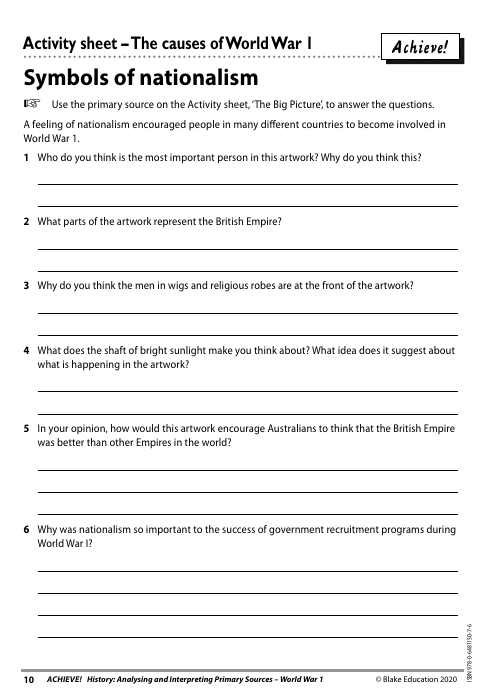 Activity sheet – The causes of World War 1
Achieve!
Symbols of nationalism
Use the primary source on the Activity sheet, ‘The Big Picture’, to answer the questions.
A feeling of nationalism encouraged people in many different countries to become involved in
World War 1.
1 Who do you think is the most important person in this artwork? Why do you think this?
2 What parts of the artwork represent the British Empire?
3 Why do you think the men in wigs and religious robes are at the front of the artwork?
4 What does the shaft of bright sunlight make you think about? What idea does it suggest about
what is happening in the artwork?
5 In your opinion, how would this artwork encourage Australians to think that the British Empire
was better than other Empires in the world?
6 Why was nationalism so important to the success of government recruitment programs during
World War I?
10 ACHIEVE! History: Analysing and Interpreting Primary Sources – World War 1
© Blake Education 2020
ISBN 978-0-6481150-7-6